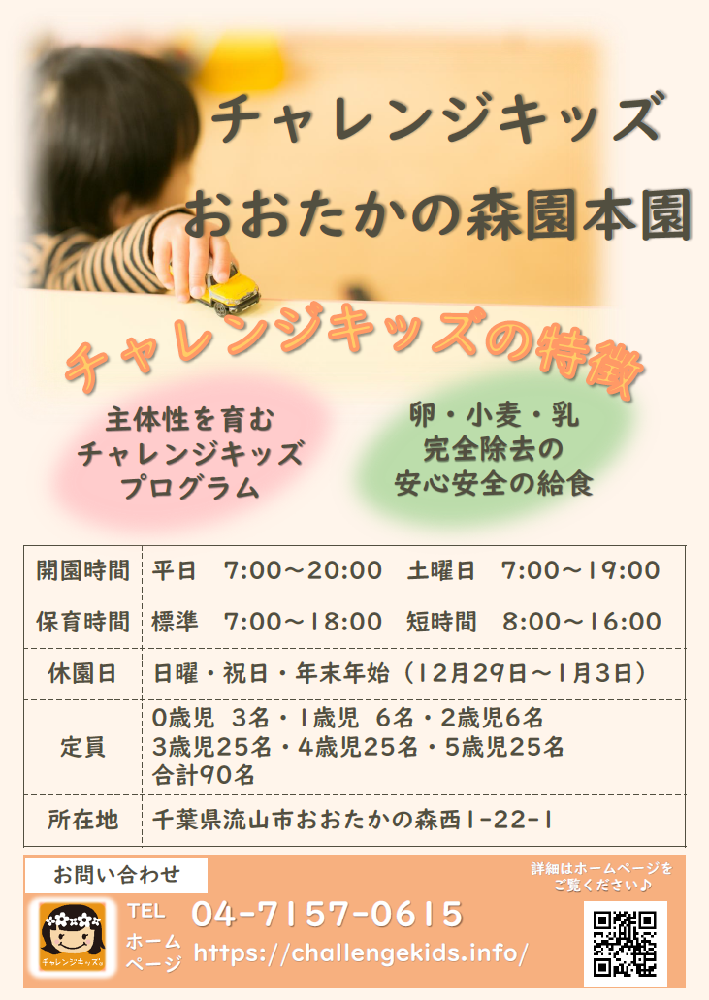 チャレンジキッズ
おおたかの森園本園
チャレンジキッズの特徴
主体性を育む
チャレンジキッズ
プログラム
卵・小麦・乳
完全除去の
安心安全の給食
開園時間 平日 7:00～20:00 土曜日 7:00～19:00
保育時間 標準 7:00～18:00 短時間 8:00～16:00
休園日 日曜・祝日・年末年始（12月29日～1月3日）
定員
0歳児 3名・1歳児 6名・2歳児6名
3歳児25名・4歳児25名・5歳児25名
合計90名
所在地 千葉県流山市おおたかの森西1-22-1
お問い合わせ
詳細はホームページを
ご覧ください♪
TEL 04-7157-0615
ホーム
ページ
https://challengekids.info/
チャレンジキッズ®